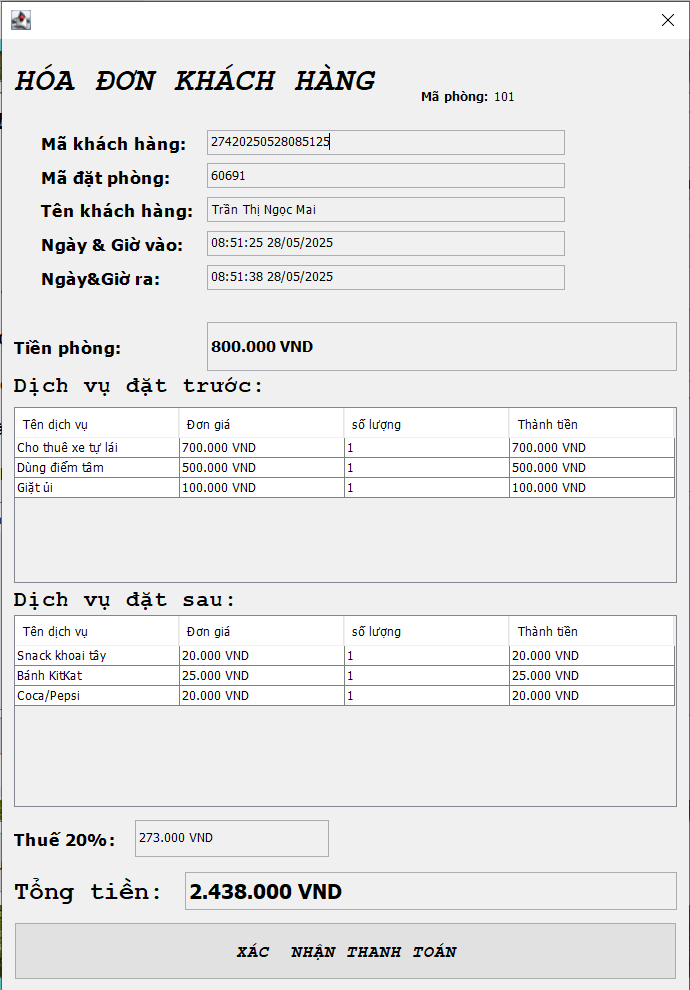 HÓA ĐƠN KHÁCH HÀNG
Mã phòng: 101
Mã khách hàng: 27420250528085125
Mã đặt phòng: 60691
Tên khách hàng: Trần Thị Ngọc Mai
Ngày & Giờ vào: 08:51:25 28/05/2025
Ngày&Giờ ra: 08:51:38 28/05/2025
Tiền phòng: 800.000 VND
Dịch vụ đặt trước:
Tên dịch vụ Đơn giá số lượng Thành tiền
Cho thuê xe tự lái 700.000 VND 1 700.000 VND
Dùng điểm tâm 500.000 VND 1 500.000 VND
Giặt ủi 100.000 VND 1 100.000 VND
Dịch vụ đặt sau:
Tên dịch vụ Đơn giá số lượng Thành tiền
Snack khoai tây 20.000 VND 1 20.000 VND
Bánh KitKat 25.000 VND 1 25.000 VND
Coca/Pepsi 20.000 VND 1 20.000 VND
Thuế 20%: 273.000 VND
Tổng tiền: 2.438.000 VND
XÁC NHẬN THANH TOÁN